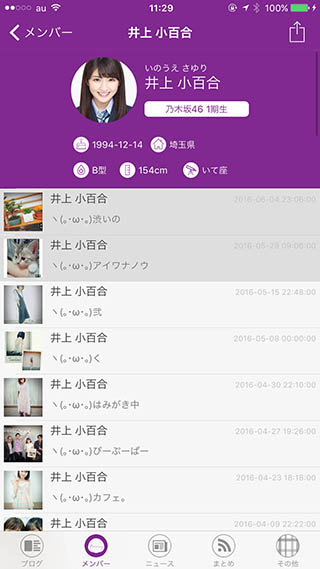 au 11:29 100%
メンバー 井上 小百合
いのうえ さゆり
井上 小百合
乃木坂46 1期生
1994-12-14 埼玉県
B型 154cm いて座
井上 小百合 2016-06-04 23:06:00
ヽ(｡･ω･｡)渋いの
井上 小百合 2016-05-28 09:06:00
ヽ(｡･ω･｡)アイワナノウ
井上 小百合 2016-05-15 22:48:00
ヽ(｡･ω･｡)弐
井上 小百合 2016-05-08 00:00:00
ヽ(｡･ω･｡)く
井上 小百合 2016-04-30 22:10:00
ヽ(｡･ω･｡)はみがき中
井上 小百合 2016-04-27 19:26:00
ヽ(｡･ω･｡)ぴーぷーぱー
井上 小百合 2016-04-23 18:18:00
ヽ(｡･ω･｡)カフェ。
井上 小百合 2016-04-09 22:22:00
ブログ メンバー ニュース まとめ その他